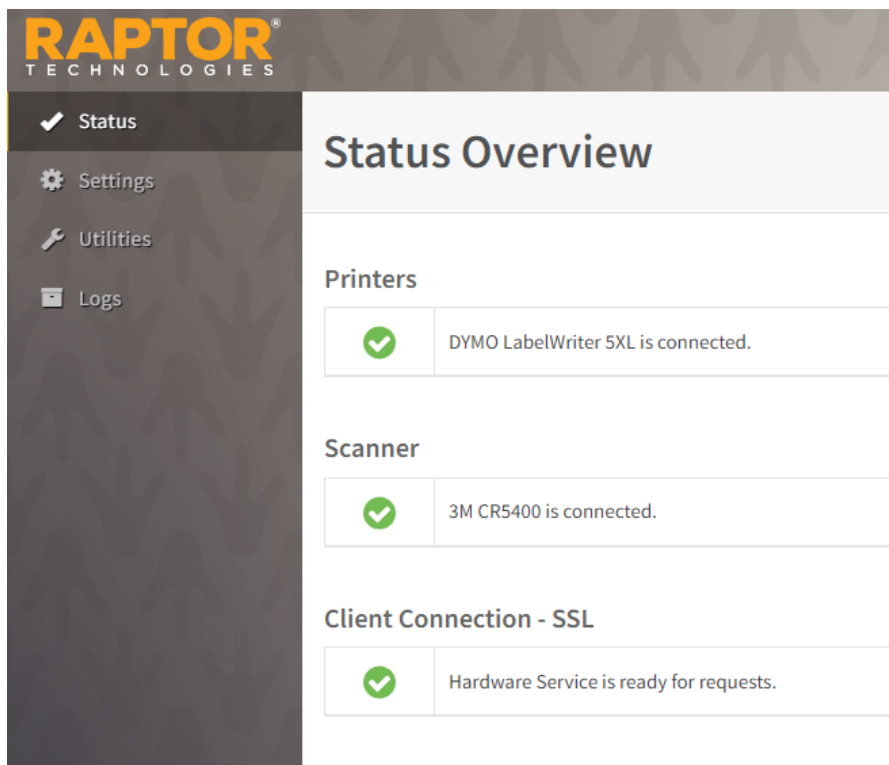 RAPTOR®
TECHNOLOGIES
Status
Settings
Utilities
Logs
Status Overview
Printers
DYMO LabelWriter 5XL is connected.
Scanner
3M CR5400 is connected.
Client Connection - SSL
Hardware Service is ready for requests.